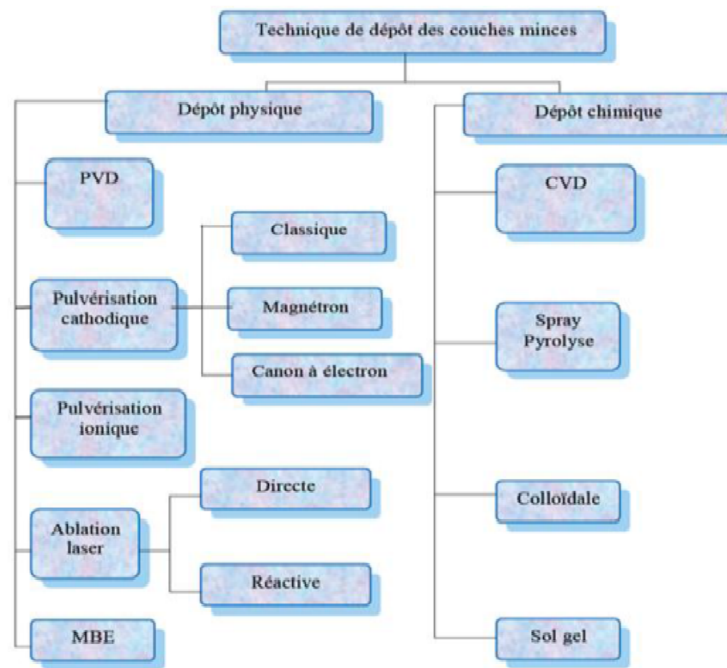 Technique de dépôt des couches minces
Dépôt physique
Dépôt chimique
PVD
CVD
Classique
Pulvérisation
cathodique
Magnétron
Spray
Pyrolyse
Canon à électron
Pulvérisation
ionique
Directe
Colloïdale
Ablation
laser
Réactive
MBE
Sol gel